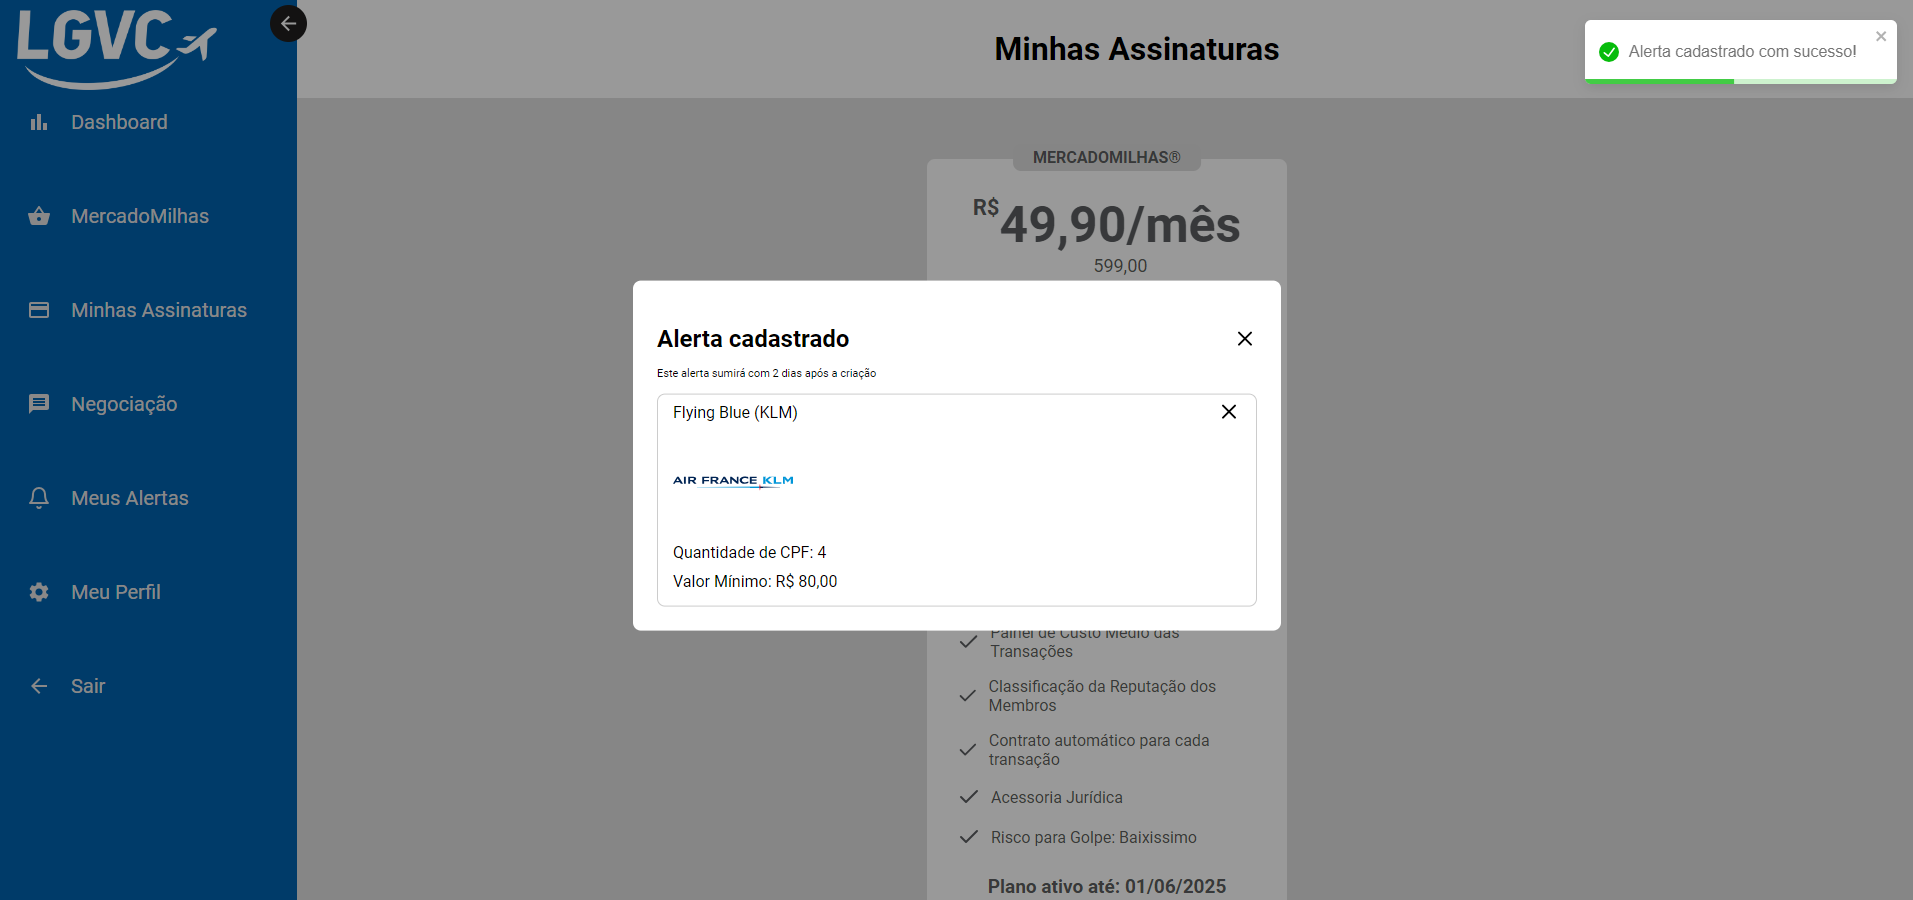 LGVC
Dashboard
MercadoMilhas
Minhas Assinaturas
Negociação
Meus Alertas
Meu Perfil
Sair
Minhas Assinaturas
Alerta cadastrado com sucesso!
MERCADOMILHAS®
R$49,90/mês
599,00
Alerta cadastrado
Este alerta sumirá com 2 dias após a criação
Flying Blue (KLM)
AIR FRANCE KLM
Quantidade de CPF: 4
Valor Mínimo: R$ 80,00
Painel de Custo Médio das
Transações
Classificação da Reputação dos
Membros
Contrato automático para cada
transação
Acessoria Jurídica
Risco para Golpe: Baixissimo
Plano ativo até: 01/06/2025